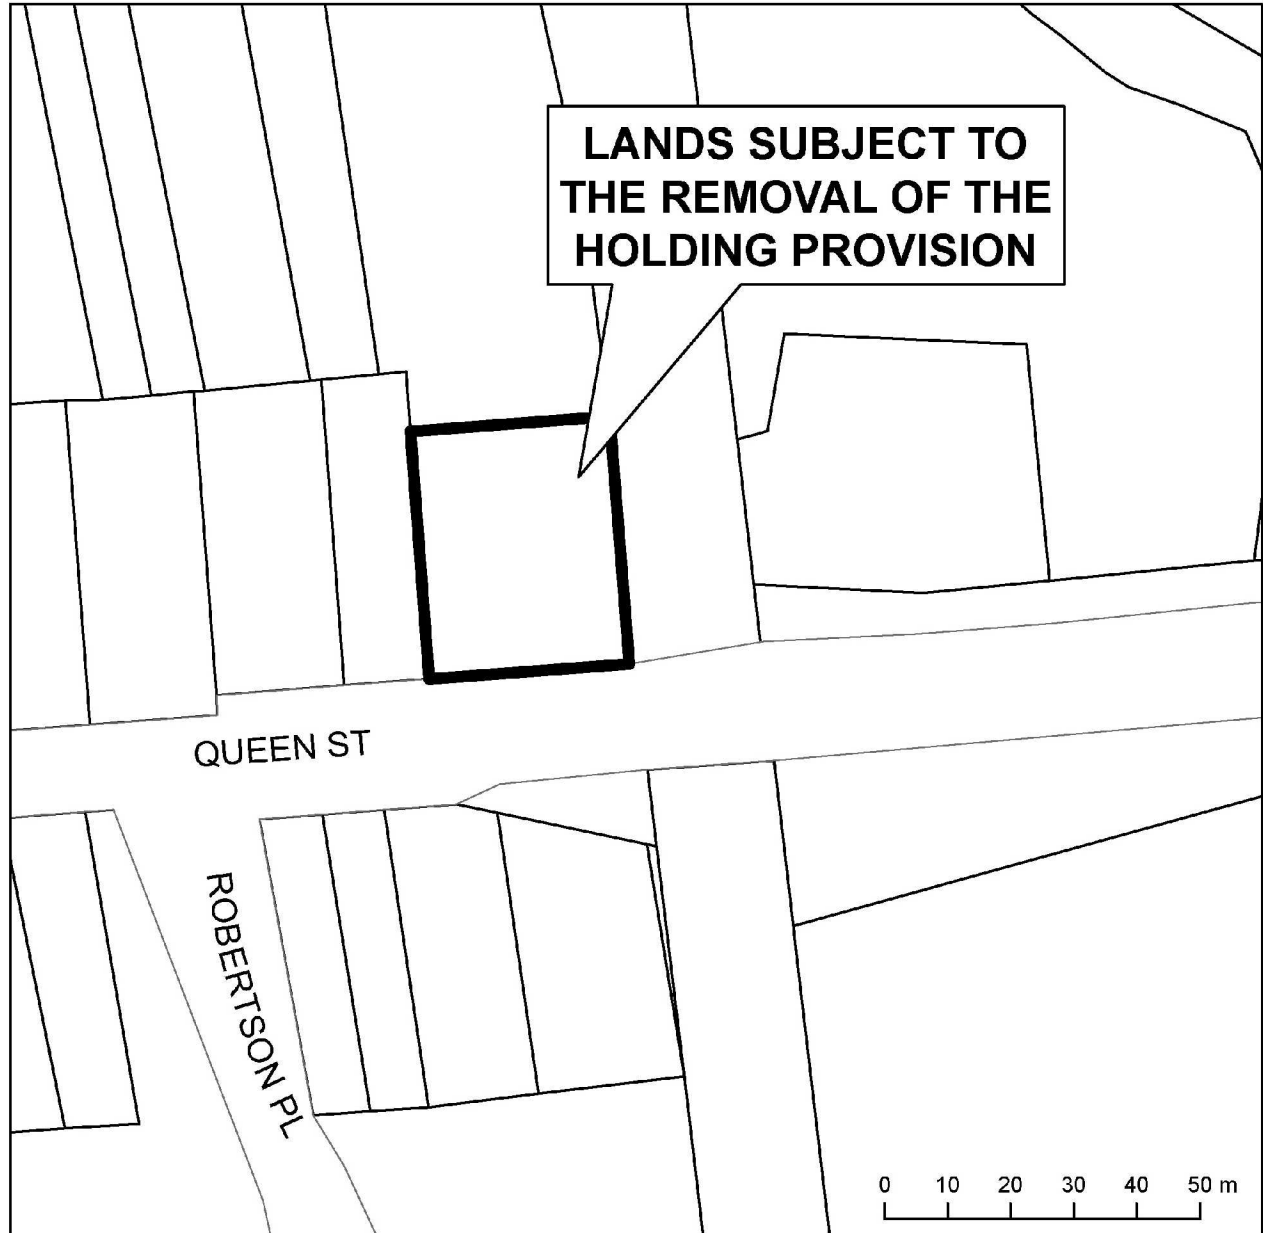 LANDS SUBJECT TO
THE REMOVAL OF THE
HOLDING PROVISION
QUEEN ST
ROBERTSON PL
0 10 20 30 40 50 m